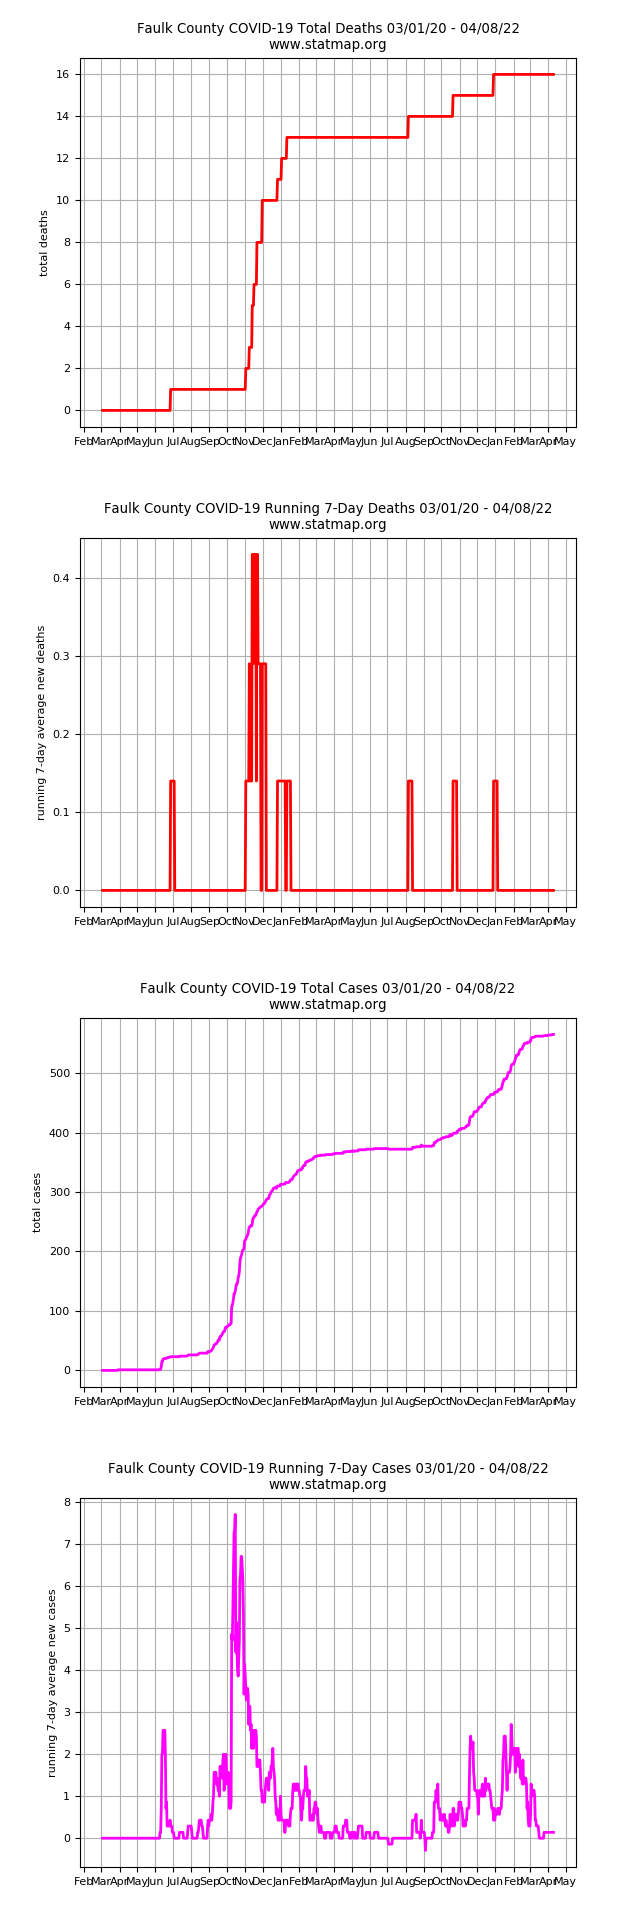 Faulk County COVID-19 Total Deaths 03/01/20 - 04/08/22
www.statmap.org
16
14
12
10
8
6
4
2
0
total deaths
Feb Mar Apr May Jun Jul Aug Sep Oct Nov Dec Jan Feb Mar Apr May Jun Jul Aug Sep Oct Nov Dec Jan Feb Mar Apr May
Faulk County COVID-19 Running 7-Day Deaths 03/01/20 - 04/08/22
www.statmap.org
0.4
0.3
0.2
0.1
0.0
running 7-day average new deaths
Feb Mar Apr May Jun Jul Aug Sep Oct Nov Dec Jan Feb Mar Apr May Jun Jul Aug Sep Oct Nov Dec Jan Feb Mar Apr May
Faulk County COVID-19 Total Cases 03/01/20 - 04/08/22
www.statmap.org
500
400
300
200
100
0
total cases
Feb Mar Apr May Jun Jul Aug Sep Oct Nov Dec Jan Feb Mar Apr May Jun Jul Aug Sep Oct Nov Dec Jan Feb Mar Apr May
Faulk County COVID-19 Running 7-Day Cases 03/01/20 - 04/08/22
www.statmap.org
8
7
6
5
4
3
2
1
0
running 7-day average new cases
Feb Mar Apr May Jun Jul Aug Sep Oct Nov Dec Jan Feb Mar Apr May Jun Jul Aug Sep Oct Nov Dec Jan Feb Mar Apr May